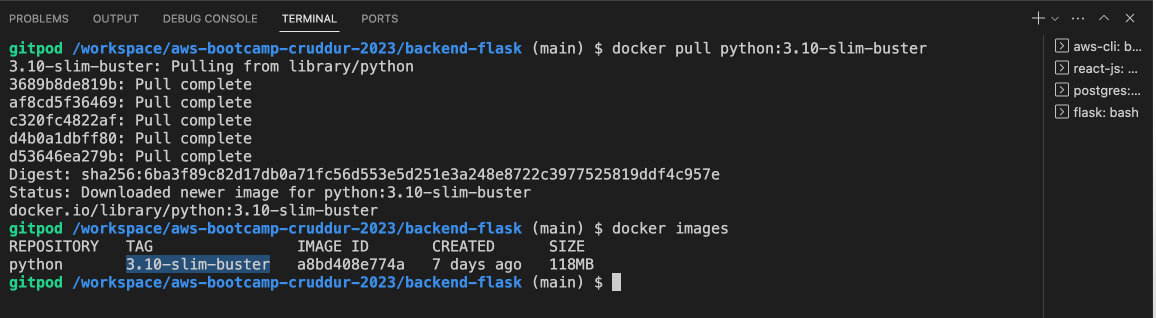 PROBLEMS OUTPUT DEBUG CONSOLE TERMINAL PORTS
gitpod /workspace/aws-bootcamp-cruddur-2023/backend-flask (main) $ docker pull python:3.10-slim-buster
3.10-slim-buster: Pulling from library/python
3689b8de819b: Pull complete
af8cd5f36469: Pull complete
c320fc4822af: Pull complete
d4b0a1dbff80: Pull complete
d53646ea279b: Pull complete
Digest: sha256:6ba3f89c82d17db0a71fc56d553e5d251e3a248e8722c3977525819ddf4c957e
Status: Downloaded newer image for python:3.10-slim-buster
docker.io/library/python:3.10-slim-buster
gitpod /workspace/aws-bootcamp-cruddur-2023/backend-flask (main) $ docker images
REPOSITORY TAG IMAGE ID CREATED SIZE
python 3.10-slim-buster a8bd408e774a 7 days ago 118MB
gitpod /workspace/aws-bootcamp-cruddur-2023/backend-flask (main) $
aws-cli: b...
react-js: ...
postgres:...
flask: bash